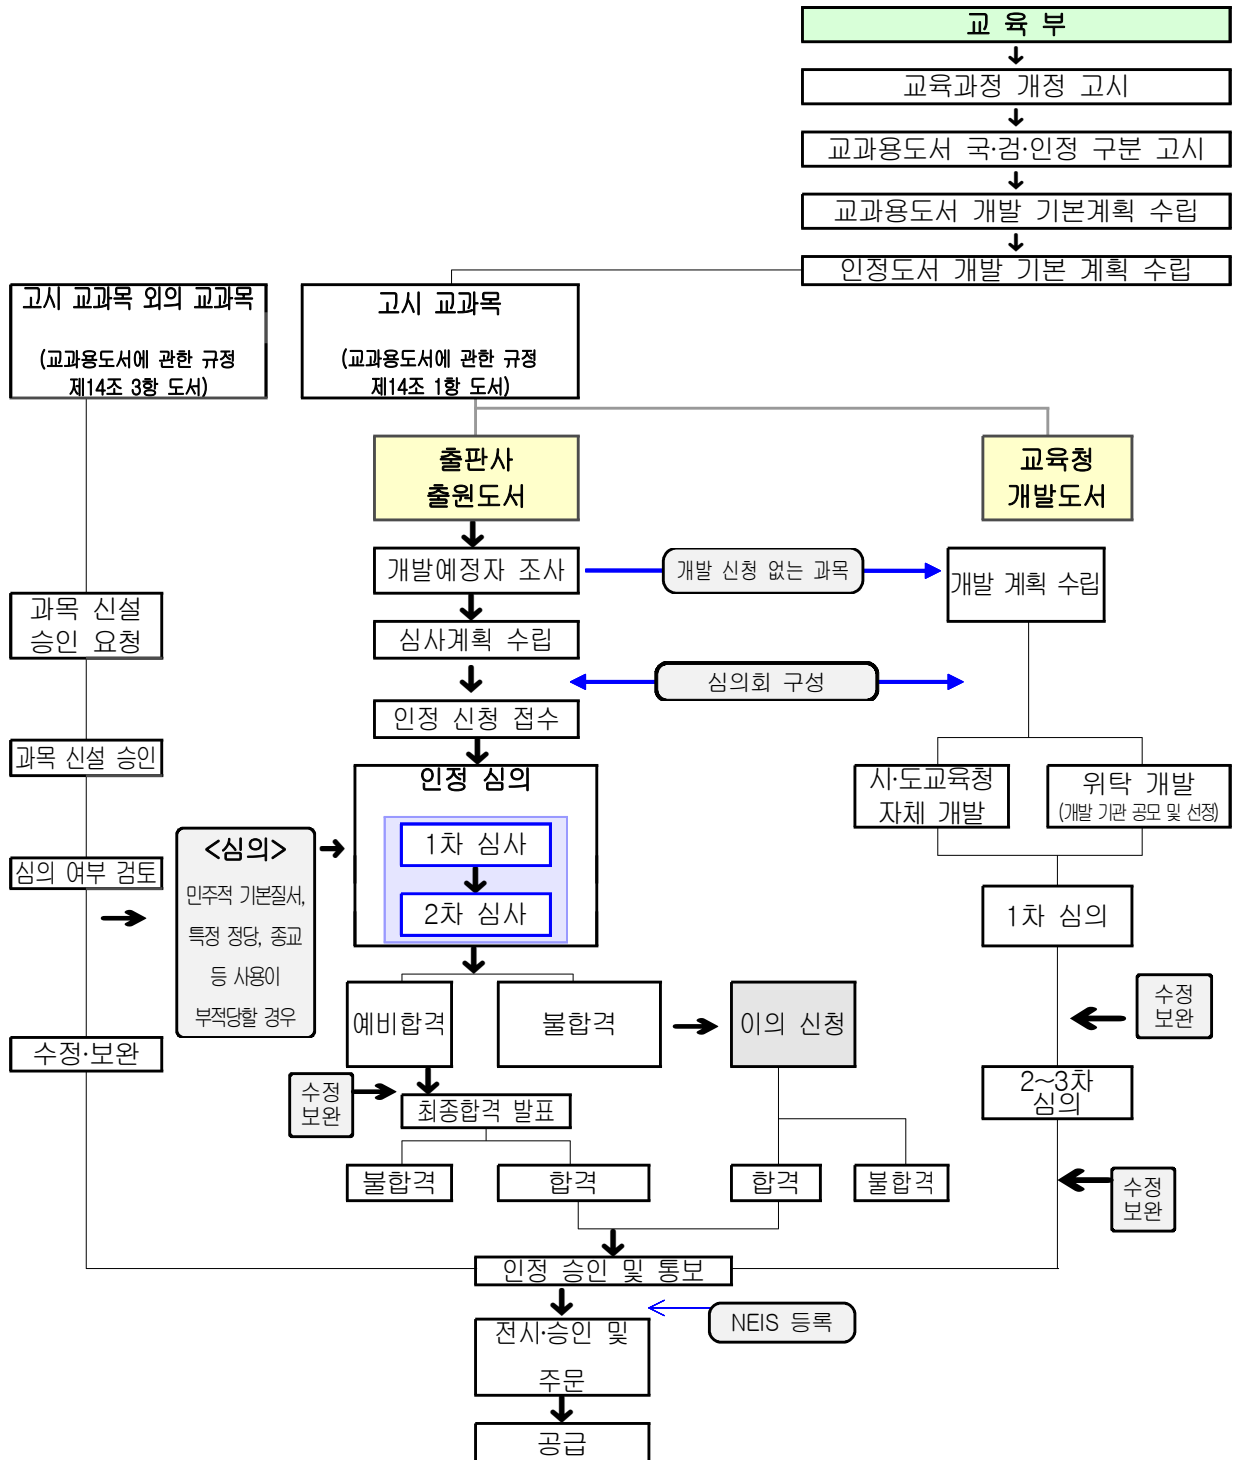 교 육 부
교육과정 개정 고시
교과용도서 국·검·인정 구분 고시
교과용도서 개발 기본계획 수립
인정도서 개발 기본 계획 수립
고시 교과목 외의 교과목
(교과용도서에 관한 규정
제14조 3항 도서)
고시 교과목
(교과용도서에 관한 규정
제14조 1항 도서)
출판사
출원도서
교육청
개발도서
개발예정자 조사
개발 신청 없는 과목
개발 계획 수립
과목 신설
승인 요청
심사계획 수립
심의회 구성
인정 신청 접수
과목 신설 승인
인정 심의
시·도교육청
자체 개발
위탁 개발
(개발 기관 공모 및 선정)
심의 여부 검토
<심의>
민주적 기본질서,
특정 정당, 종교
등 사용이
부적당할 경우
1차 심사
2차 심사
1차 심의
수정
보완
예비합격
불합격
이의 신청
수정·보완
수정
보완
최종합격 발표
2~3차
심의
불합격
합격
합격
불합격
수정
보완
인정 승인 및 통보
NEIS 등록
전시·승인 및
주문
공급